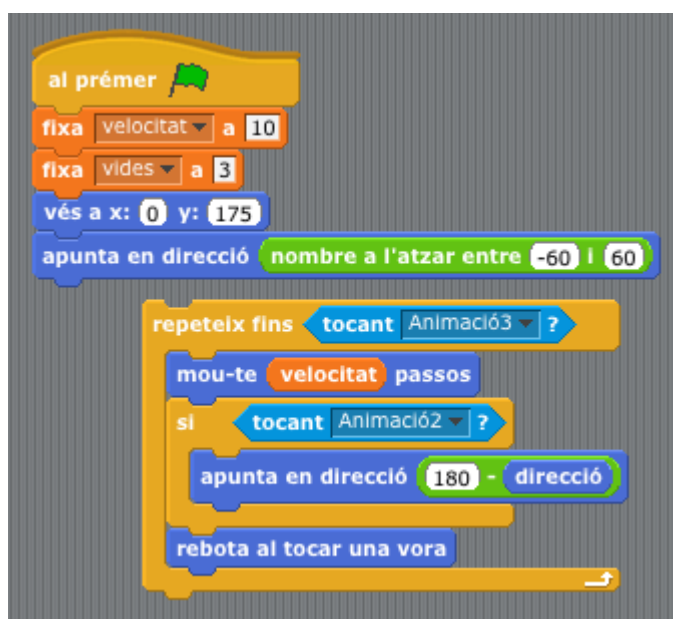 al prémer
fixa velocitat a 10
fixa vides a 3
vés a x: 0 y: 175
apunta en direcció nombre a l'atzar entre -60 i 60
repeteix fins tocant Animació3 ?
mou-te velocitat passos
si tocant Animació2 ?
apunta en direcció 180 - direcció
rebota al tocar una vora